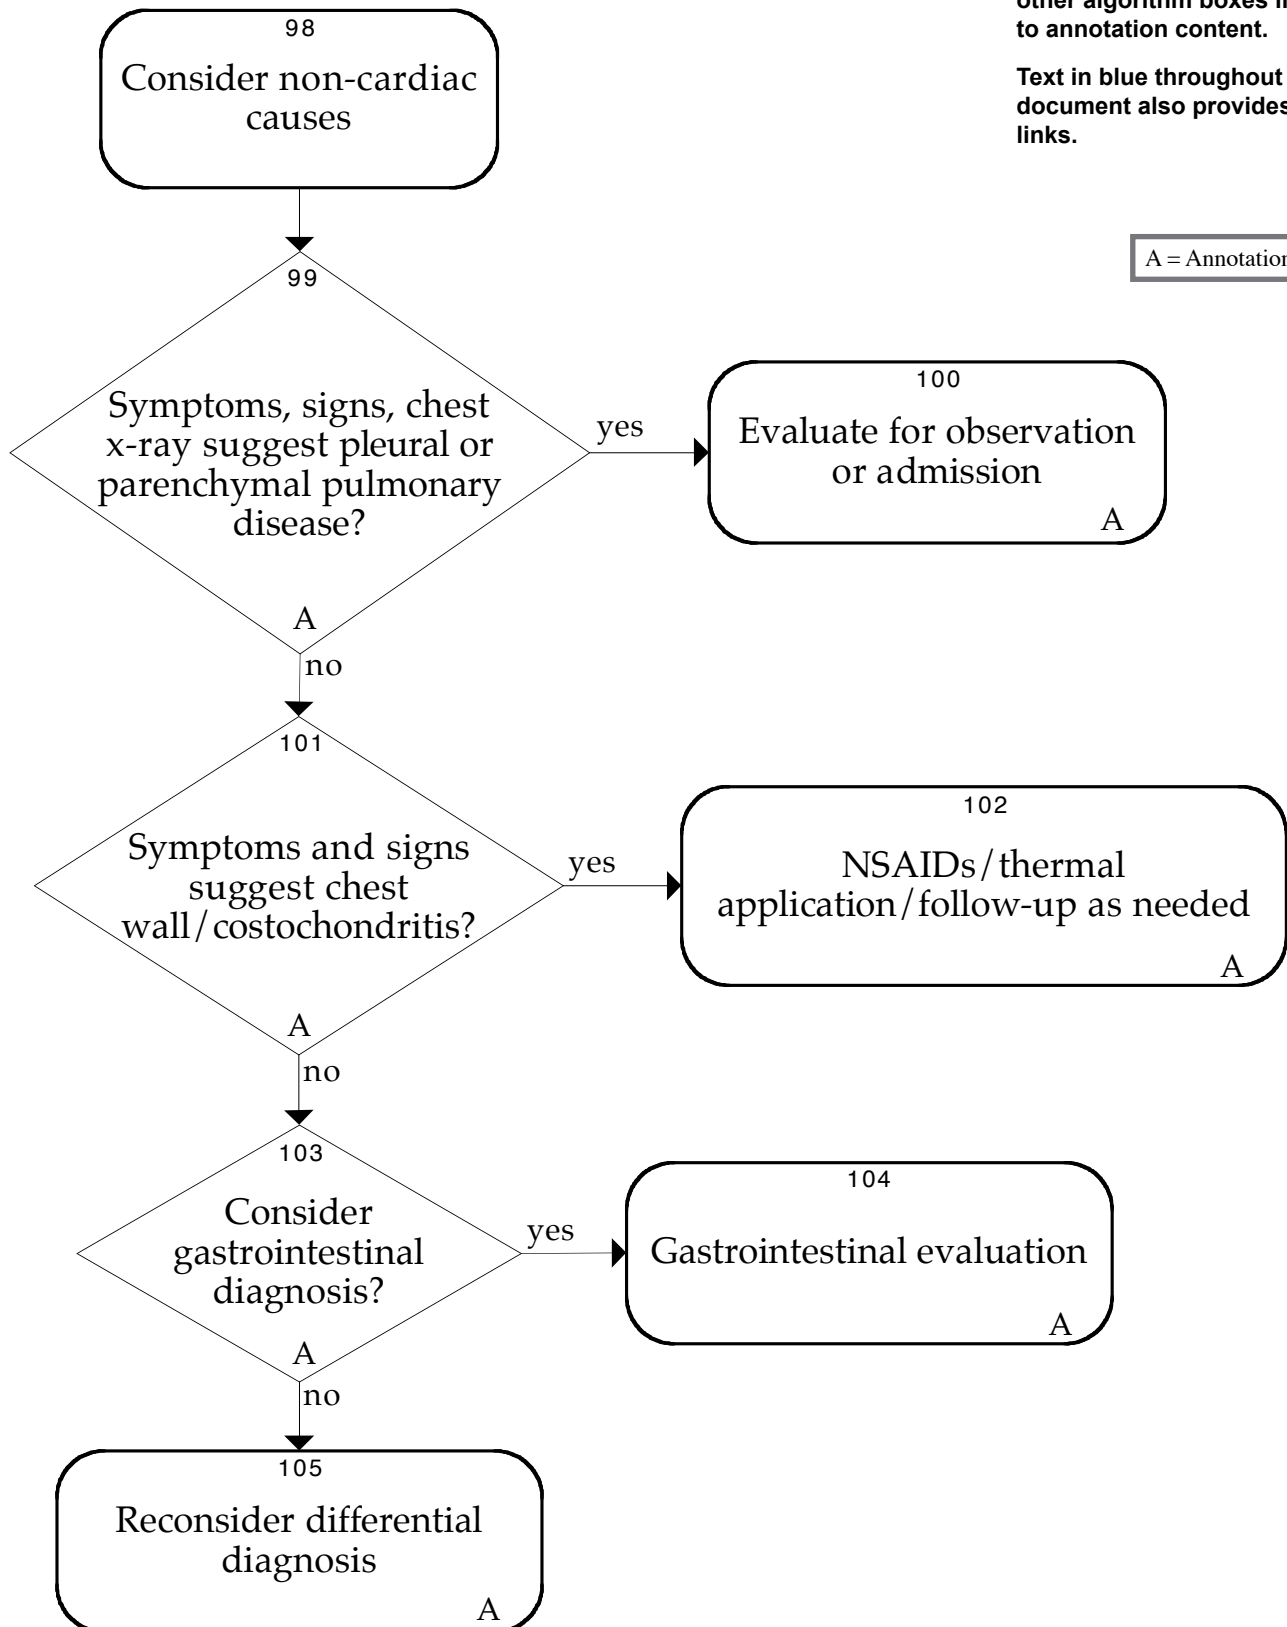 other algorithm boxes
to annotation content.
Text in blue throughout
document also provides
links.
A = Annotation
98
Consider non-cardiac
causes
99
Symptoms, signs, chest
x-ray suggest pleural or
parenchymal pulmonary
disease?
A
yes
100
Evaluate for observation
or admission
A
no
101
Symptoms and signs
suggest chest
wall/costochondritis?
A
yes
102
NSAIDs/thermal
application/follow-up as needed
A
no
103
Consider
gastrointestinal
diagnosis?
A
yes
104
Gastrointestinal evaluation
A
no
105
Reconsider differential
diagnosis
A